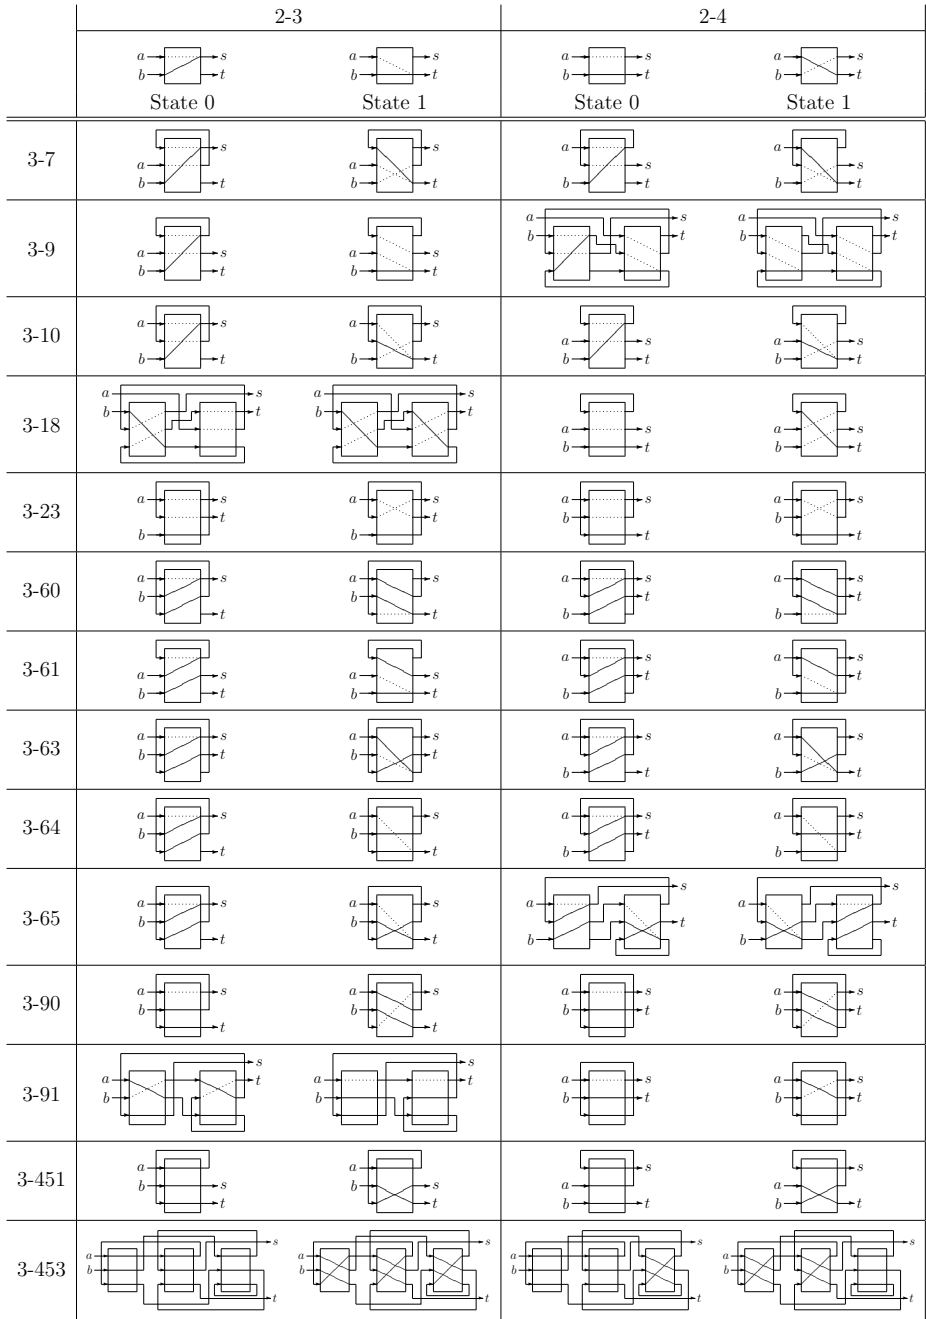 2-3 2-4
a s a s a s a s
b t b t b t b t
State 0 State 1 State 0 State 1
s s a a
3-7 a a s s
b t b t b t b t
a s a s
b t b t
3-9 a s a s
b t b t
a s a s a a
3-10 s s
b t b t b t b t
a s a s
b t b t
3-18 a s a s
b t b t
a s a s a s a s
3-23 t t b b
b b t t
a s a s a s a s
3-60 b b t t
t t b b
a s a s
3-61 a s a s t t
b t b t b b
a s a s a s a s
3-63 b t b t
b t b t
a s a s a s a s
3-64 b b t t
t t b b
s s
a s a s a a
3-65 b b t t
t t b b
a s a s a s a s
3-90 b b b t b t
t t
s s
a t a t a s a s
3-91 b b b t b t
a a s s
3-451 b s b s a a
t t b t b t
s s s s
a a a a
3-453 b b b b
t t t t